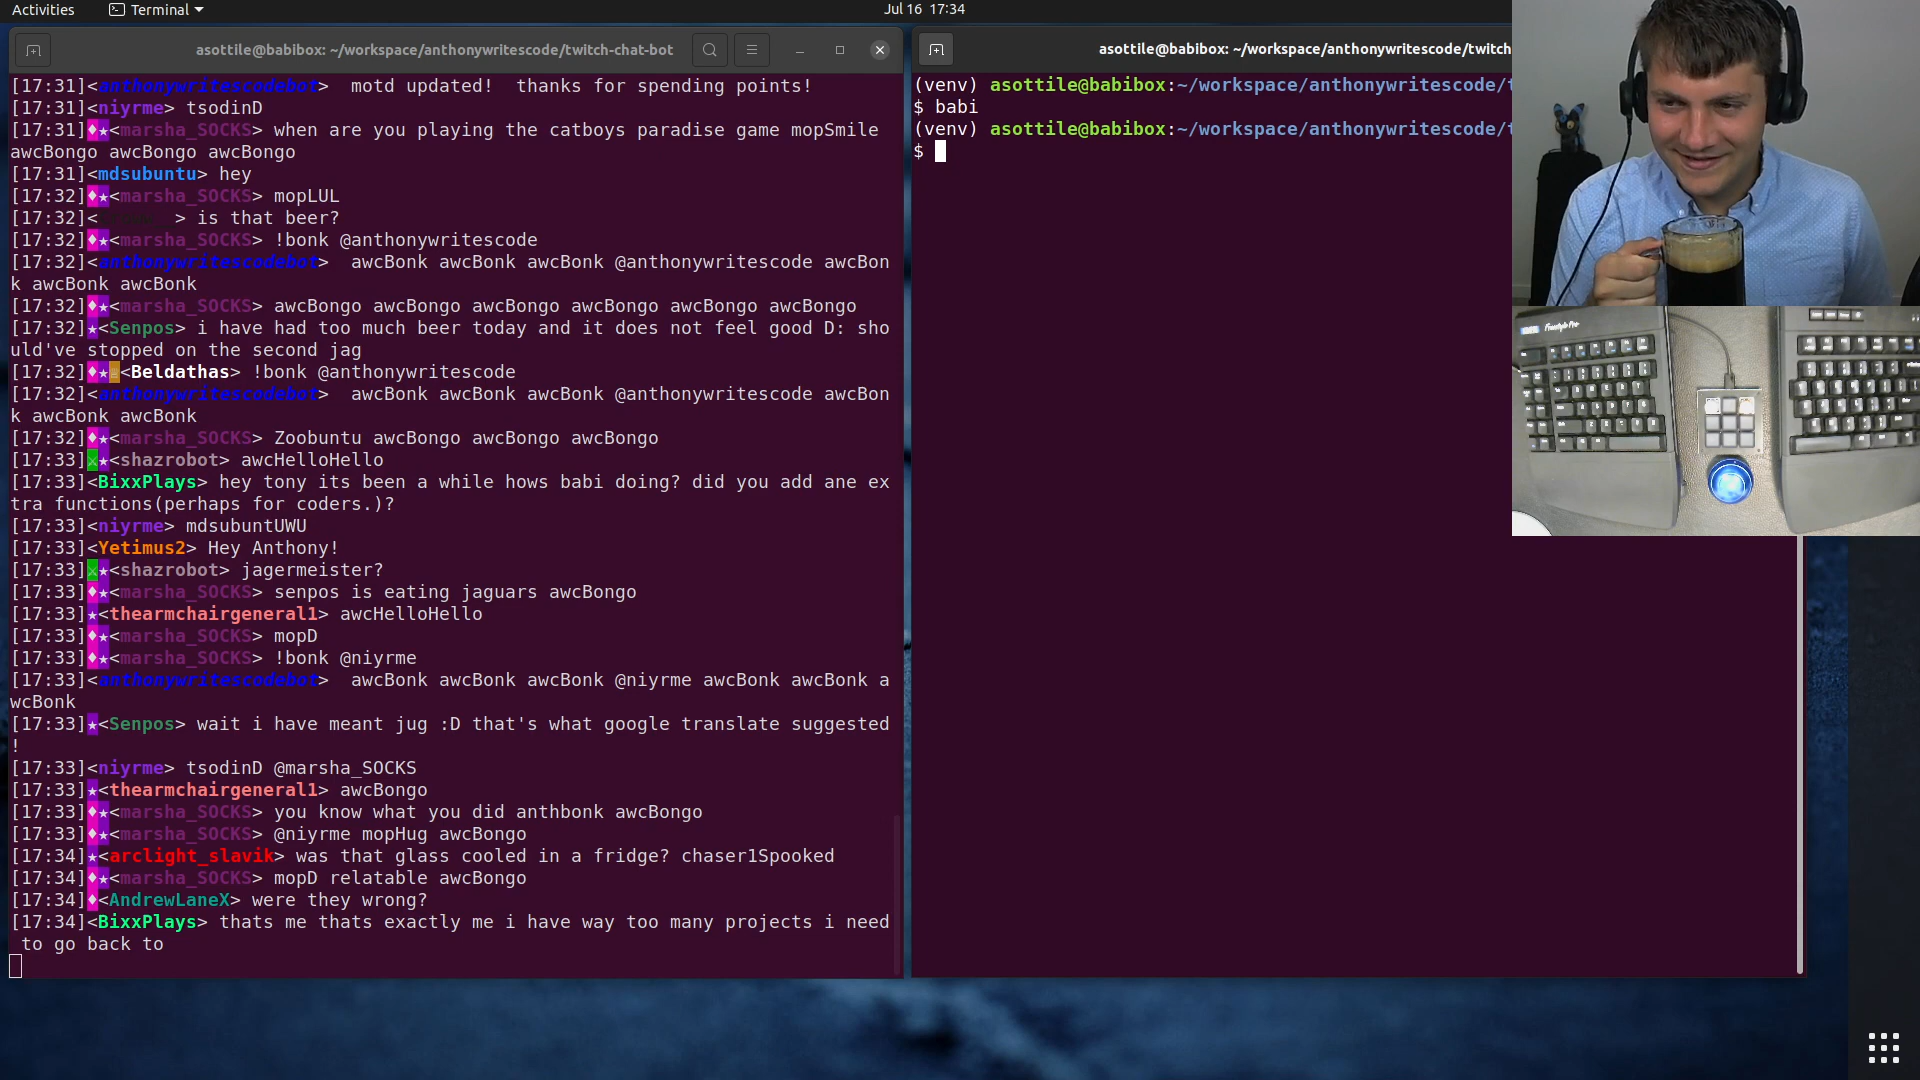 Activities Terminal Jul 16 17:34
asottile@babibox: ~/workspace/anthonywritescode/twitch-chat-bot
[17:31]<anthonywritescodebot> motd updated! thanks for spending points!
[17:31]<niyrme> tsodinD
[17:31]♦★<marsha_SOCKS> when are you playing the catboys paradise game mopSmile
awcBongo awcBongo awcBongo
[17:31]<mdsubuntu> hey
[17:32]♦★<marsha_SOCKS> mopLUL
[17:32]< > is that beer?
[17:32]♦★<marsha_SOCKS> !bonk @anthonywritescode
[17:32]<anthonywritescodebot> awcBonk awcBonk awcBonk @anthonywritescode awcBon
k awcBonk awcBonk
[17:32]♦★<marsha_SOCKS> awcBongo awcBongo awcBongo awcBongo awcBongo awcBongo
[17:32]★<Senpos> i have had too much beer today and it does not feel good D: sho
uld've stopped on the second jag
[17:32]♦★<Beldathas> !bonk @anthonywritescode
[17:32]<anthonywritescodebot> awcBonk awcBonk awcBonk @anthonywritescode awcBon
k awcBonk awcBonk
[17:32]♦★<marsha_SOCKS> Zoobuntu awcBongo awcBongo awcBongo
[17:33]⚔★<shazrobot> awcHelloHello
[17:33]<BixxPlays> hey tony its been a while hows babi doing? did you add ane ex
tra functions(perhaps for coders.)?
[17:33]<niyrme> mdsubuntUWU
[17:33]<Yetimus2> Hey Anthony!
[17:33]⚔★<shazrobot> jagermeister?
[17:33]♦★<marsha_SOCKS> senpos is eating jaguars awcBongo
[17:33]★<thearmchairgeneral1> awcHelloHello
[17:33]♦★<marsha_SOCKS> mopD
[17:33]♦★<marsha_SOCKS> !bonk @niyrme
[17:33]<anthonywritescodebot> awcBonk awcBonk awcBonk @niyrme awcBonk awcBonk a
wcBonk
[17:33]★<Senpos> wait i have meant jug :D that's what google translate suggested
!
[17:33]<niyrme> tsodinD @marsha_SOCKS
[17:33]★<thearmchairgeneral1> awcBongo
[17:33]♦★<marsha_SOCKS> you know what you did anthbonk awcBongo
[17:33]♦★<marsha_SOCKS> @niyrme mopHug awcBongo
[17:34]★<arclight_slavik> was that glass cooled in a fridge? chaser1Spooked
[17:34]♦★<marsha_SOCKS> mopD relatable awcBongo
[17:34]♦<AndrewLaneX> were they wrong?
[17:34]<BixxPlays> thats me thats exactly me i have way too many projects i need
to go back to
asottile@babibox: ~/workspace/anthonywritescode/twitch
(venv) asottile@babibox:~/workspace/anthonywritescode/t
$ babi
(venv) asottile@babibox:~/workspace/anthonywritescode/t
$
Freestyle Pro